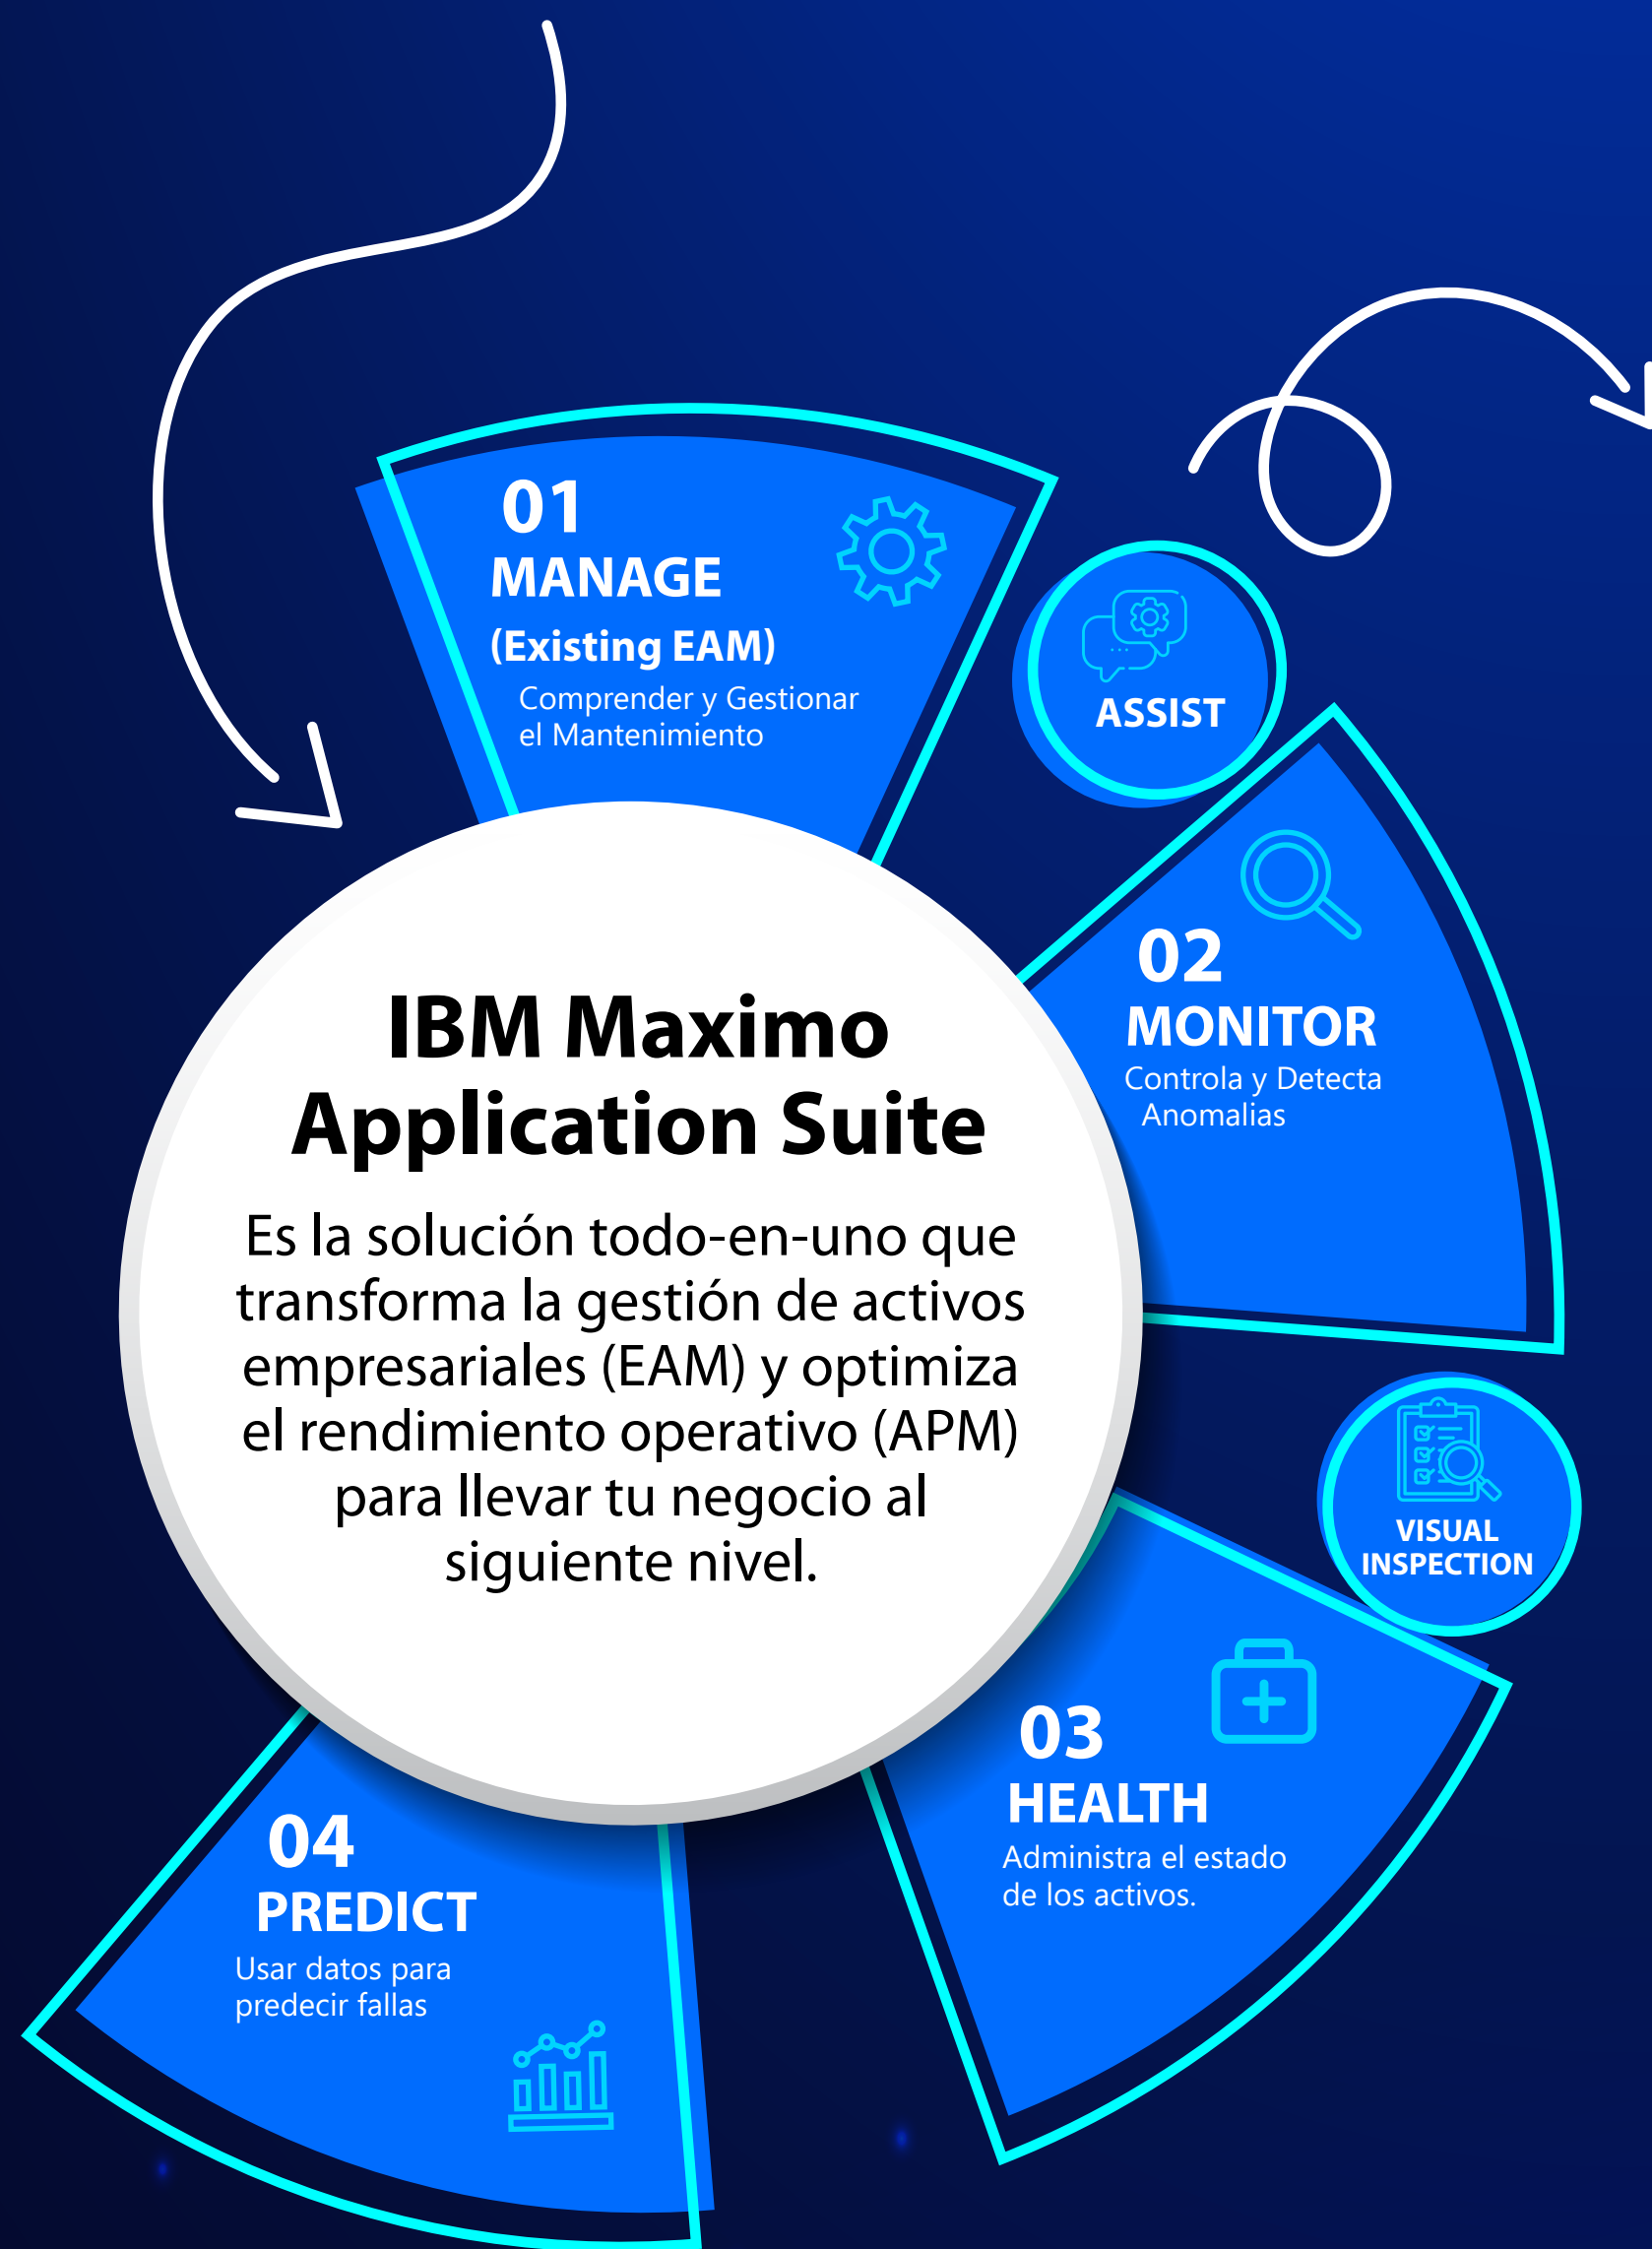 01
MANAGE
(Existing EAM)
Comprender y Gestionar
el Mantenimiento
ASSIST
02
MONITOR
Controla y Detecta
Anomalias
IBM Maximo
Application Suite
Es la solución todo-en-uno que
transforma la gestión de activos
empresariales (EAM) y optimiza
el rendimiento operativo (APM)
para llevar tu negocio al
siguiente nivel.
VISUAL
INSPECTION
03
HEALTH
Administra el estado
de los activos.
04
PREDICT
Usar datos para
predecir fallas